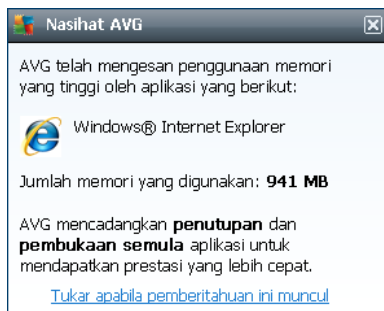 Nasihat AVG
AVG telah mengesan penggunaan memori
yang tinggi oleh aplikasi yang berikut:
Windows® Internet Explorer
Jumlah memori yang digunakan: 941 MB
AVG mencadangkan penutupan dan
pembukaan semula aplikasi untuk
mendapatkan prestasi yang lebih cepat.
Tukar apabila pemberitahuan ini muncul